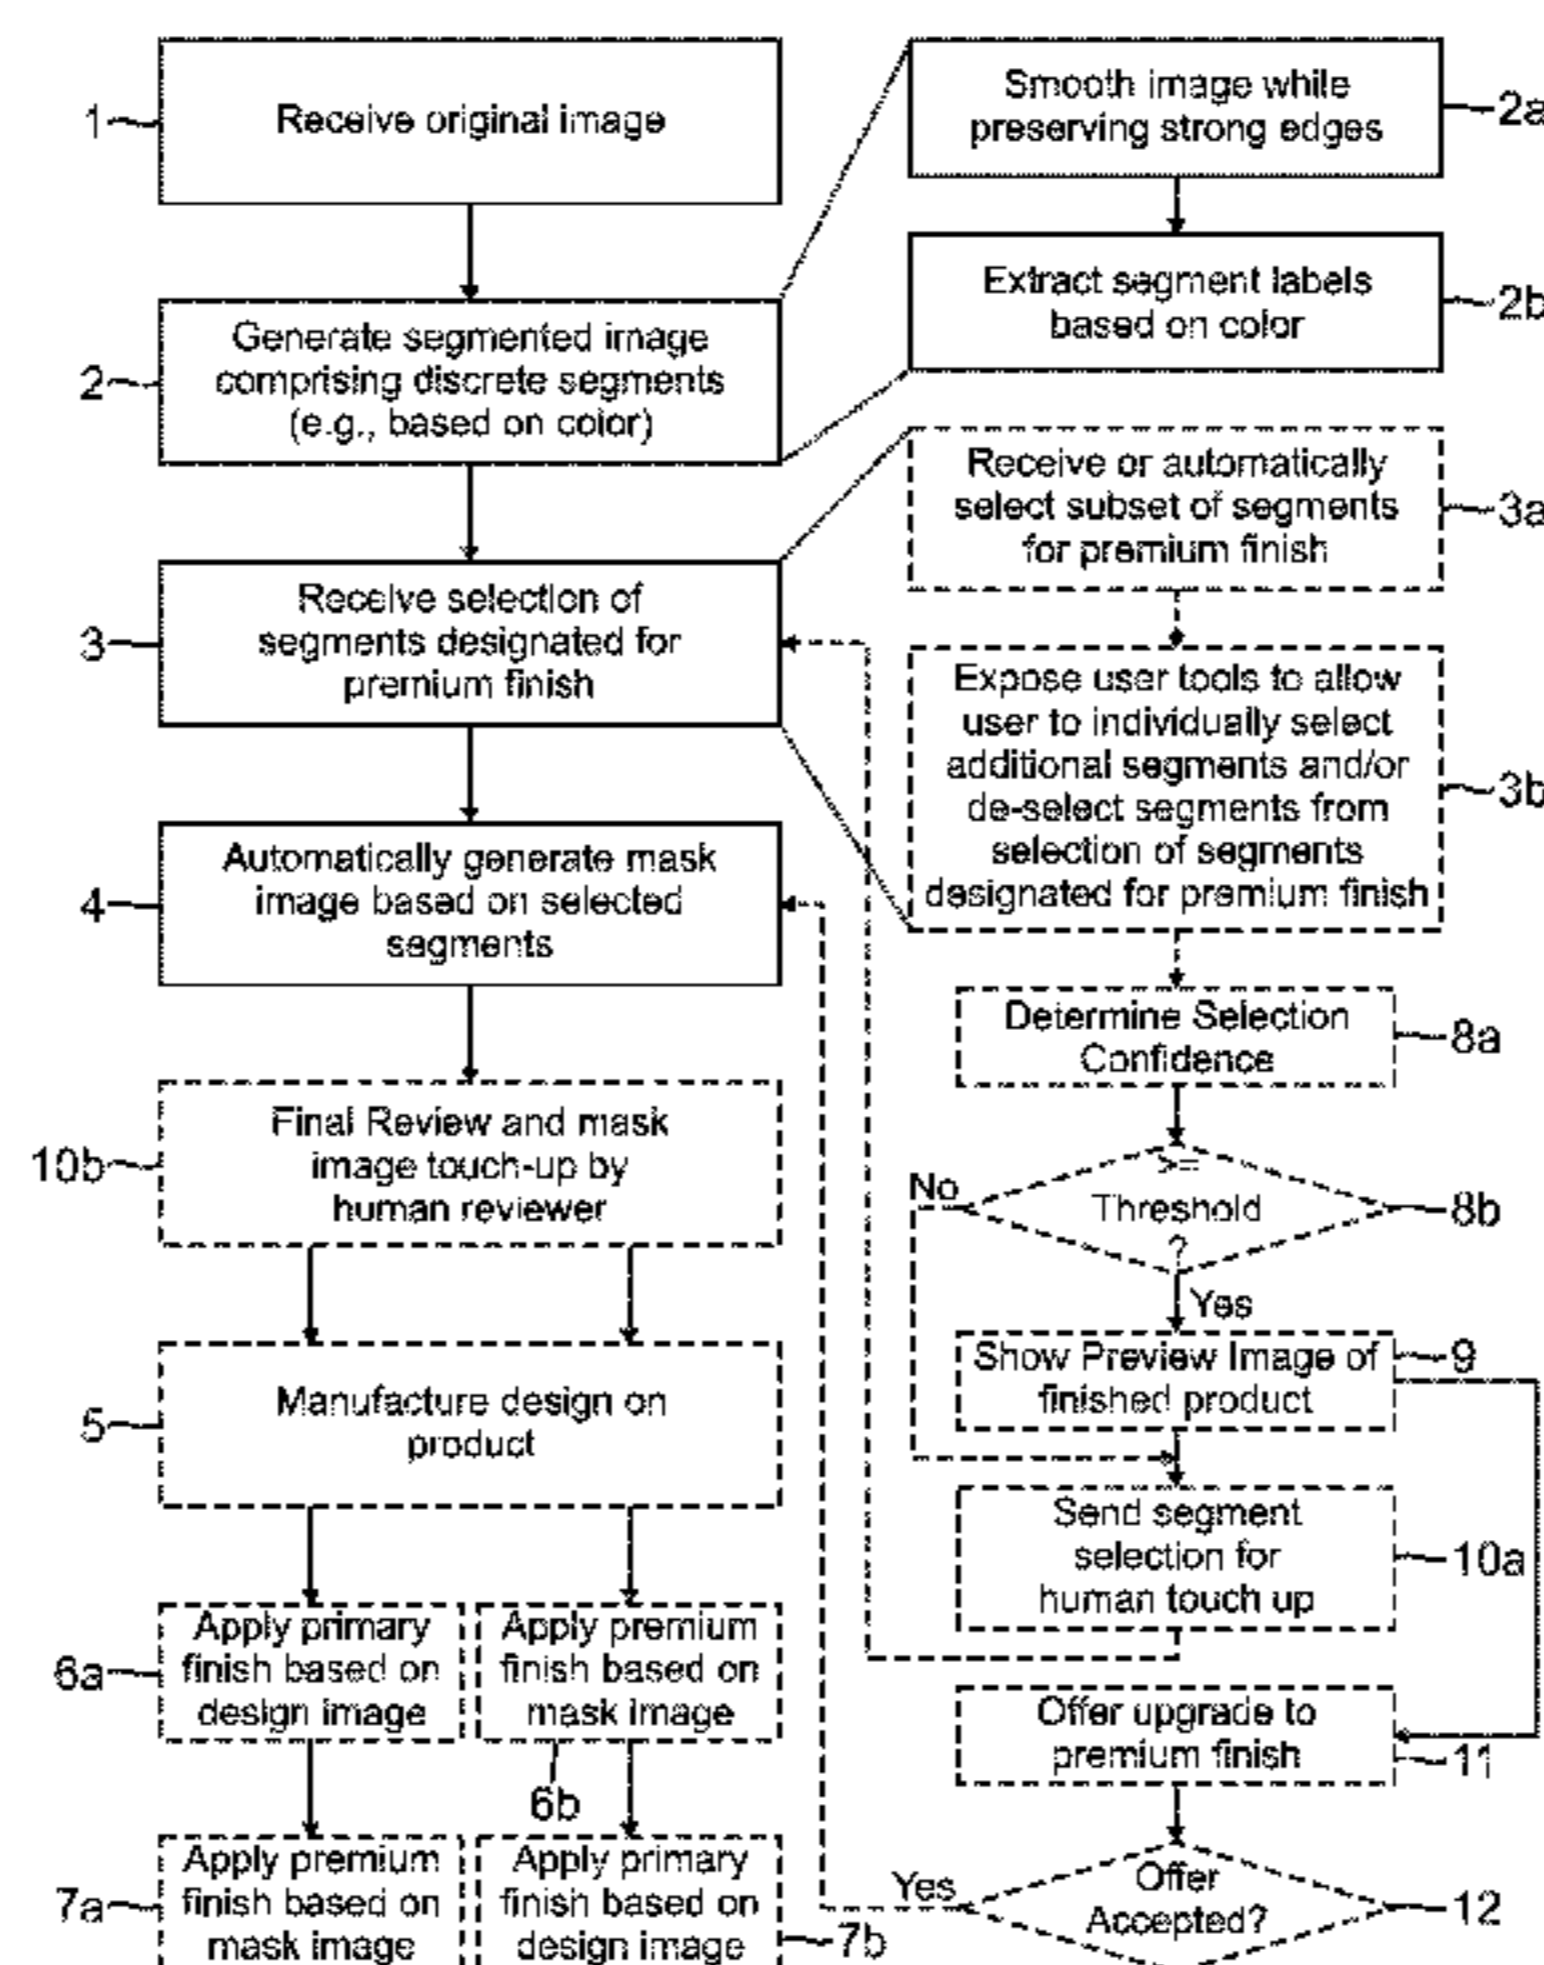 1
Receive original image
2
Generate segmented image
comprising discrete segments
(e.g., based on color)
3
Receive selection of
segments designated for
premium finish
4
Automatically generate mask
image based on selected
segments
10b
Final Review and mask
image touch-up by
human reviewer
5
Manufacture design on
product
6a
Apply primary
finish based on
design image
Apply premium
finish based on
mask image
6b
7a
Apply premium
finish based on
mask image
Apply primary
finish based on
design image
7b
Smooth image while
preserving strong edges
2a
Extract segment labels
based on color
2b
Receive or automatically
select subset of segments
for premium finish
3a
Expose user tools to allow
user to individually select
additional segments and/or
de-select segments from
selection of segments
designated for premium finish
3b
Determine Selection
Confidence
8a
>=
Threshold
?
8b
No
Yes
Show Preview Image of
finished product
9
Send segment
selection for
human touch up
10a
Offer upgrade to
premium finish
11
Offer
Accepted?
12
Yes